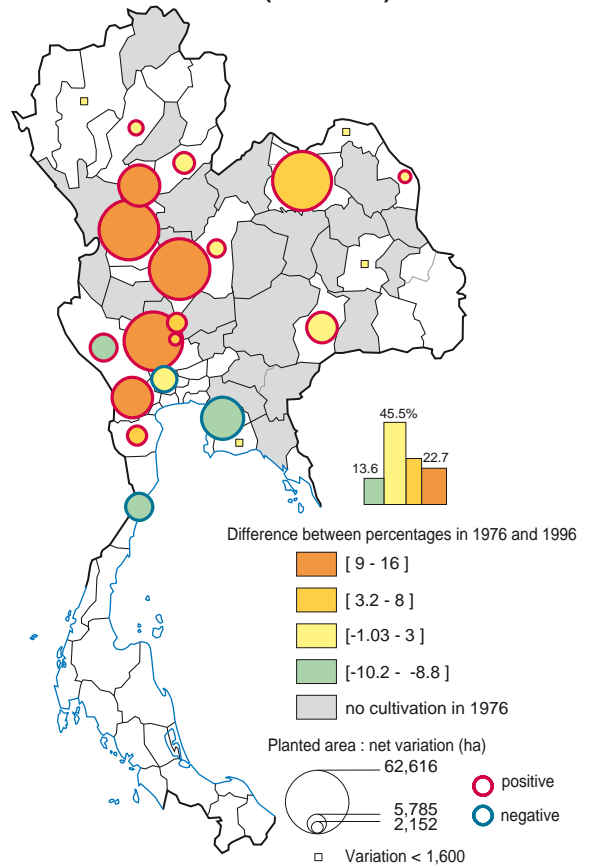 45.5%
13.6
22.7
Difference between percentages in 1976 and 1996
[ 9 - 16 ]
[ 3.2 - 8 ]
[-1.03 - 3 ]
[-10.2 - -8.8 ]
no cultivation in 1976
Planted area : net variation (ha)
62,616
5,785
2,152
positive
negative
Variation < 1,600